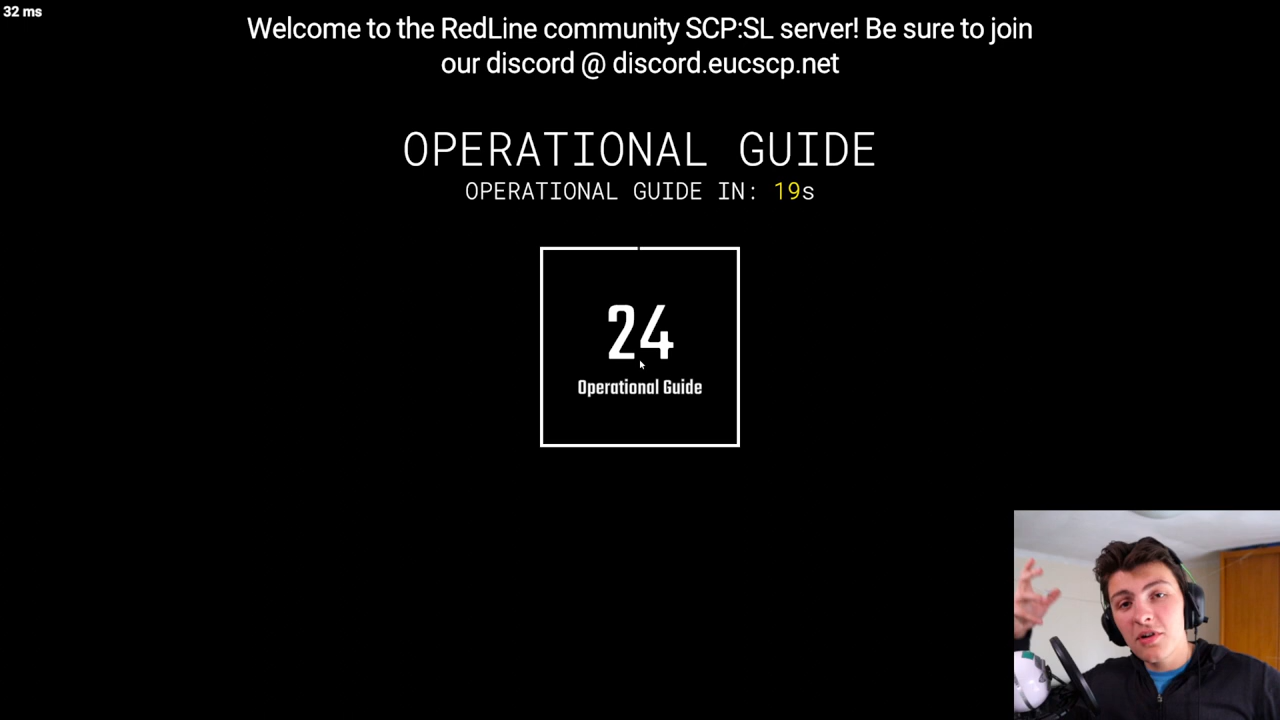 32 ms
Welcome to the RedLine community SCP:SL server! Be sure to join
our discord @ discord.eucscp.net
OPERATIONAL GUIDE
OPERATIONAL GUIDE IN: 19s
24
Operational Guide